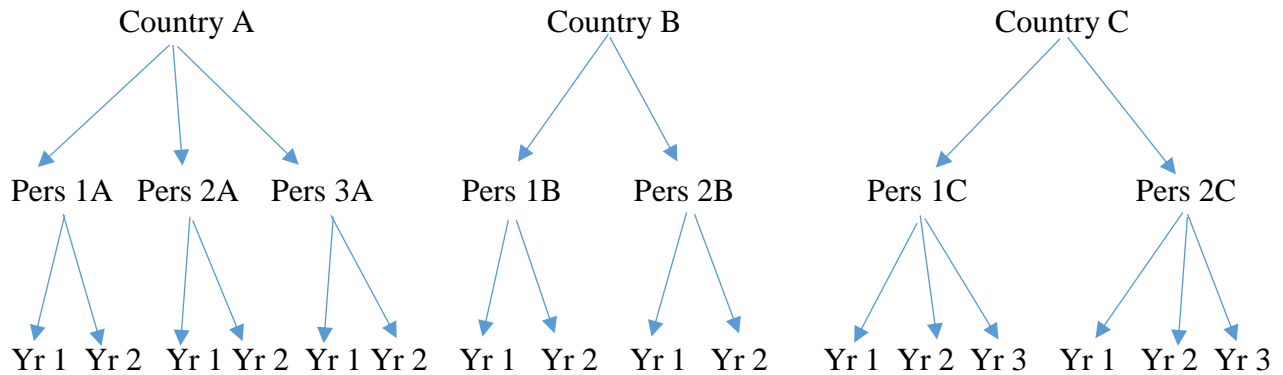 Country A Country B Country C
Pers 1A Pers 2A Pers 3A Pers 1B Pers 2B Pers 1C Pers 2C
Yr 1 Yr 2 Yr 1 Yr 2 Yr 1 Yr 2 Yr 1 Yr 2 Yr 1 Yr 2 Yr 1 Yr 2 Yr 3 Yr 1 Yr 2 Yr 3